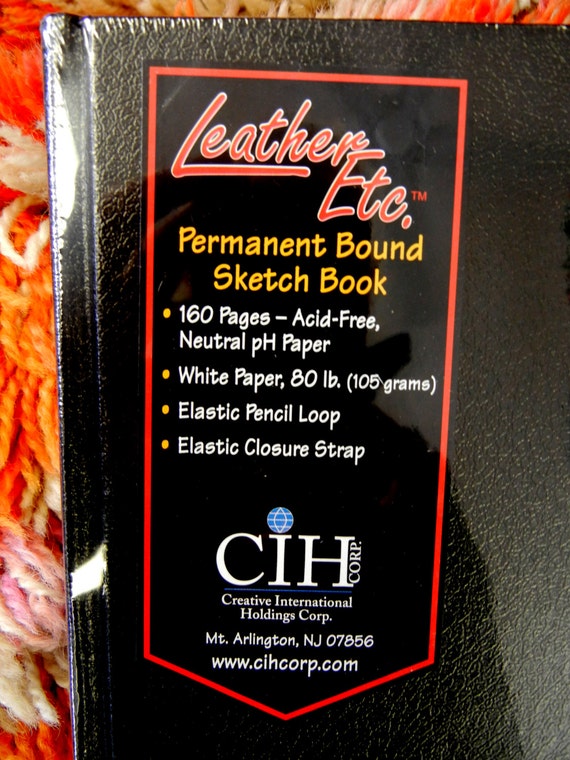 Leather
Etc.™
Permanent Bound
Sketch Book
• 160 Pages – Acid-Free,
Neutral pH Paper
• White Paper, 80 lb. (105 grams)
• Elastic Pencil Loop
• Elastic Closure Strap
CIH CORP.
Creative International
Holdings Corp.
Mt. Arlington, NJ 07856
www.cihcorp.com